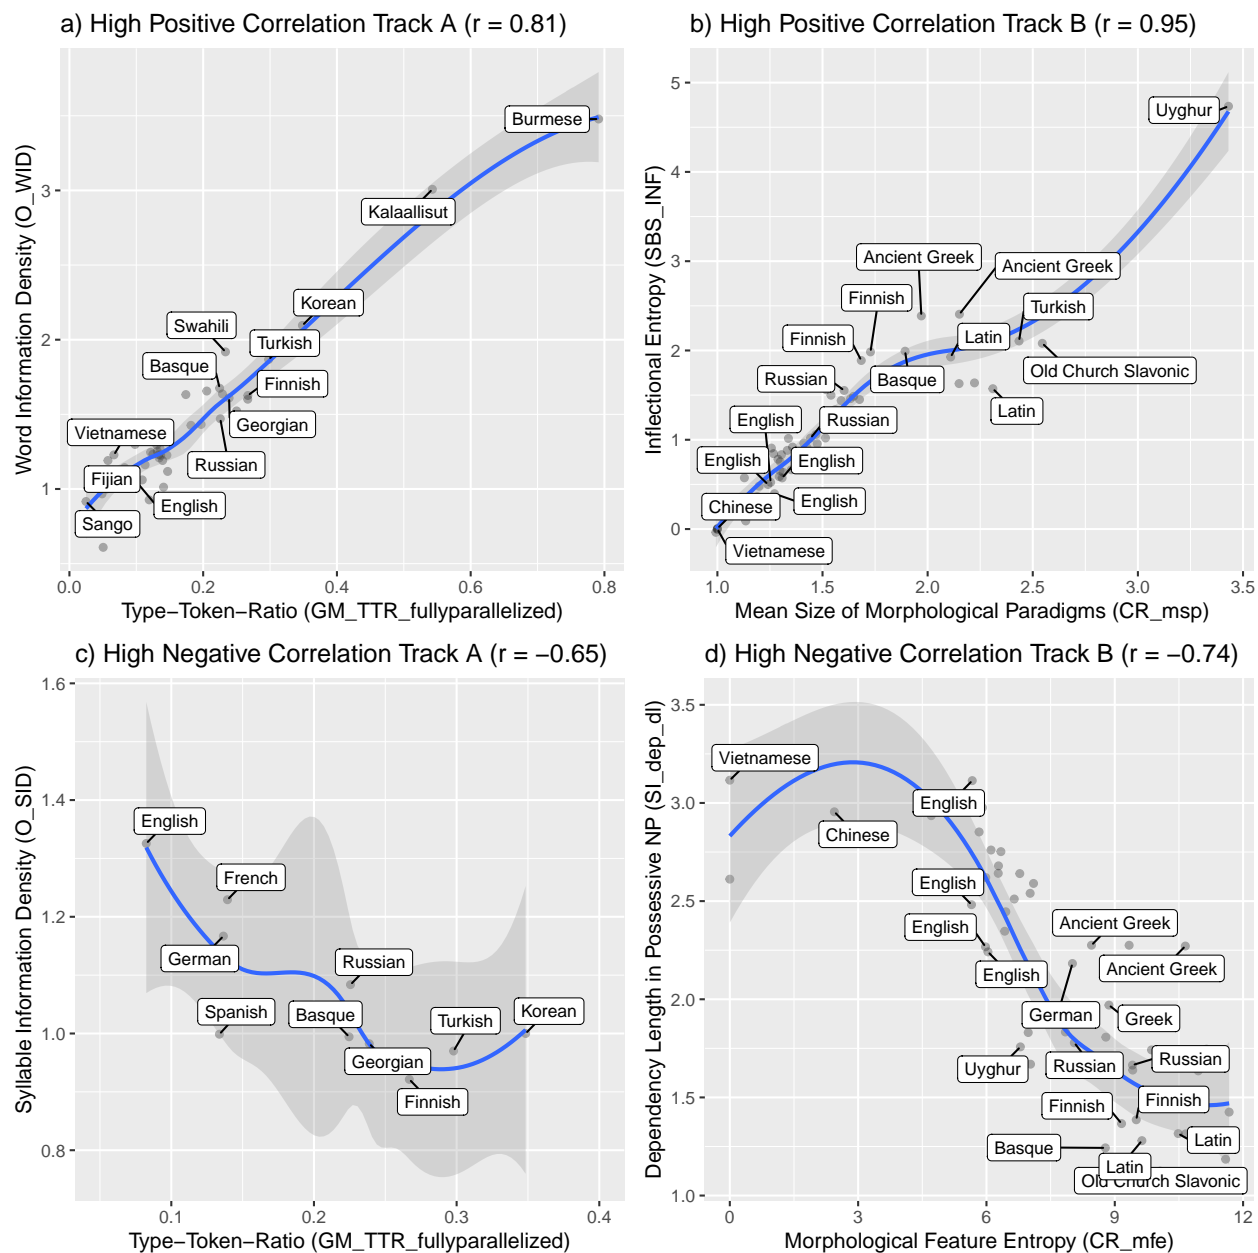 a) High Positive Correlation Track A (r = 0.81)
Word Information Density (O_WID)
3
2
1
Burmese
Kalaallisut
Korean
Swahili
Turkish
Basque
Finnish
Georgian
Vietnamese
Russian
Fijian
English
Sango
0.0
0.2
0.4
0.6
0.8
Type−Token−Ratio (GM_TTR_fullyparallelized)
b) High Positive Correlation Track B (r = 0.95)
Inflectional Entropy (SBS_INF)
5
4
3
2
1
0
Uyghur
Ancient Greek
Ancient Greek
Finnish
Turkish
Finnish
Latin
Old Church Slavonic
Russian
Basque
Latin
English
Russian
English
English
English
Chinese
Vietnamese
1.0
1.5
2.0
2.5
3.0
3.5
Mean Size of Morphological Paradigms (CR_msp)
c) High Negative Correlation Track A (r = −0.65)
Syllable Information Density (O_SID)
1.6
1.4
1.2
1.0
0.8
English
French
German
Russian
Spanish
Basque
Turkish
Korean
Georgian
Finnish
0.1
0.2
0.3
0.4
Type−Token−Ratio (GM_TTR_fullyparallelized)
d) High Negative Correlation Track B (r = −0.74)
Dependency Length in Possessive NP (SI_dep_dl)
3.5
3.0
2.5
2.0
1.5
1.0
Vietnamese
English
Chinese
English
English
Ancient Greek
English
Ancient Greek
German
Greek
Uyghur
Russian
Russian
Finnish
Finnish
Basque
Latin
Latin
Old Church Slavonic
0
3
6
9
12
Morphological Feature Entropy (CR_mfe)